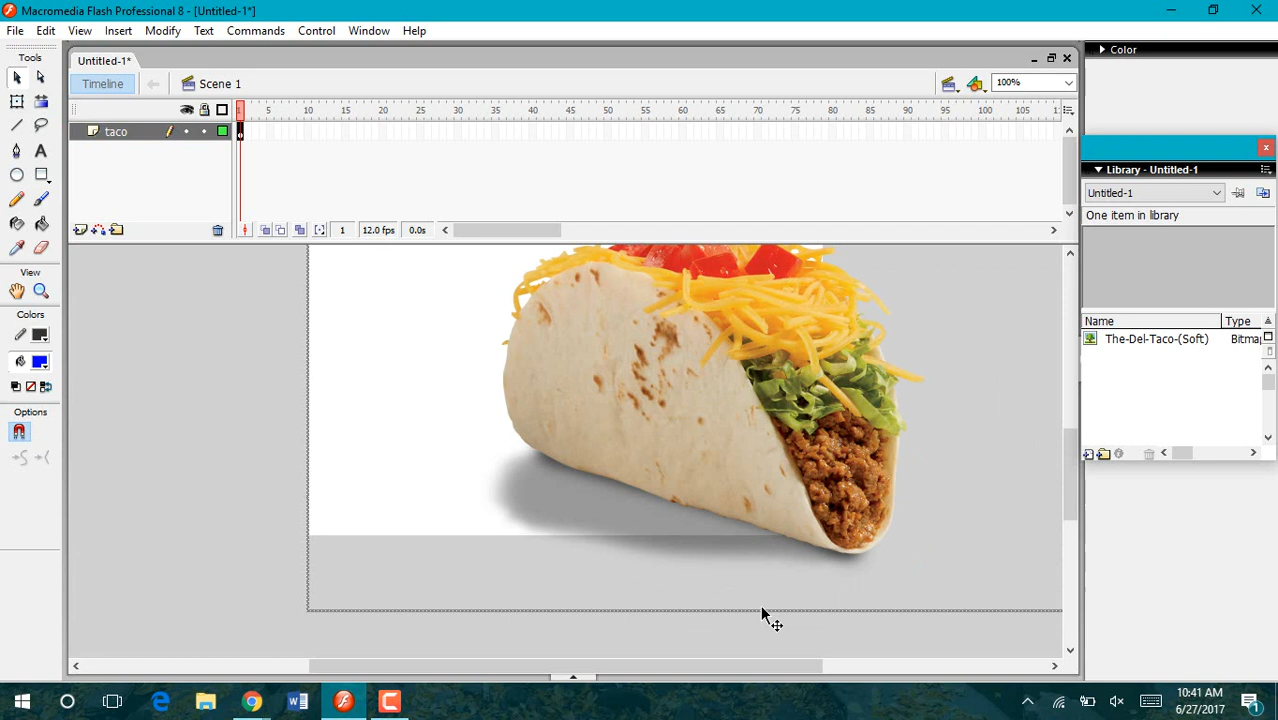 Macromedia Flash Professional 8 - [Untitled-1*]
File Edit View Insert Modify Text Commands Control Window Help
Tools
Untitled-1*
Color
Timeline
Scene 1
100%
1 5 10 15 20 25 30 35 40 45 50 55 60 65 70 75 80 85 90 95 100 105 1:
taco
Library - Untitled-1
Untitled-1
One item in library
1 12.0 fps 0.0s
View
Colors
Name Type
The-Del-Taco-(Soft) Bitma
Options
10:41 AM
6/27/2017
1